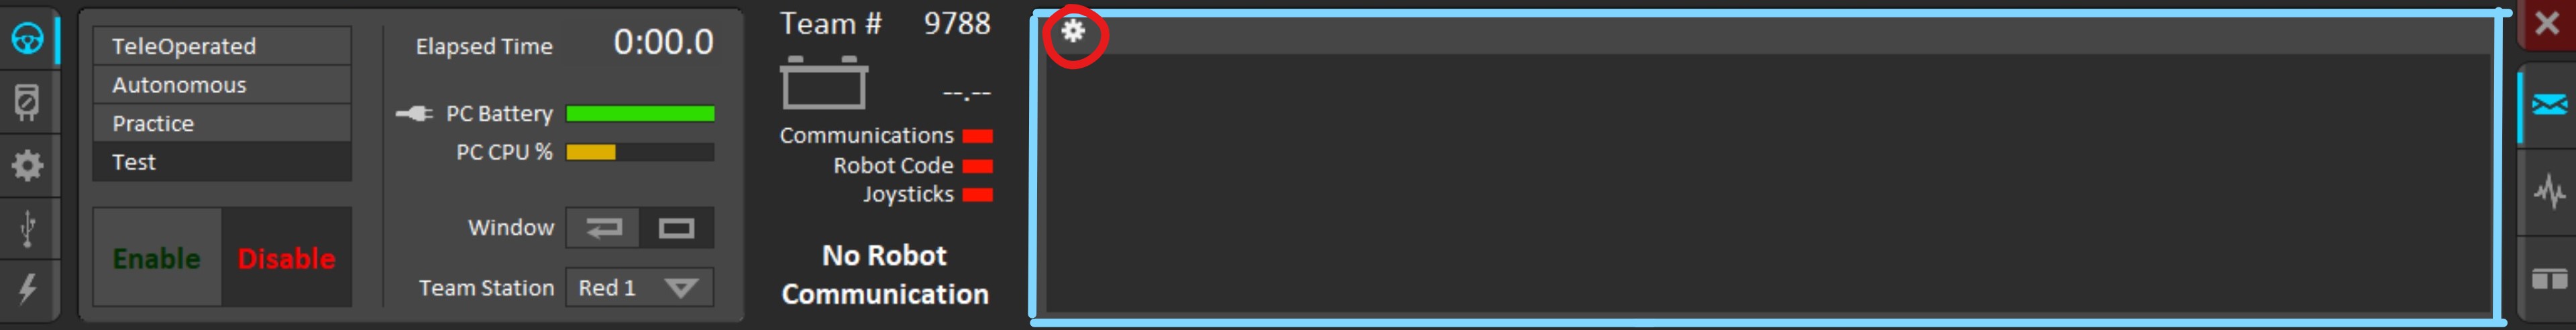 TeleOperated
Autonomous
Practice
Test
Enable Disable
Elapsed Time 0:00.0
PC Battery
PC CPU %
Window
Team Station Red 1
Team # 9788
--.--
Communications
Robot Code
Joysticks
No Robot
Communication